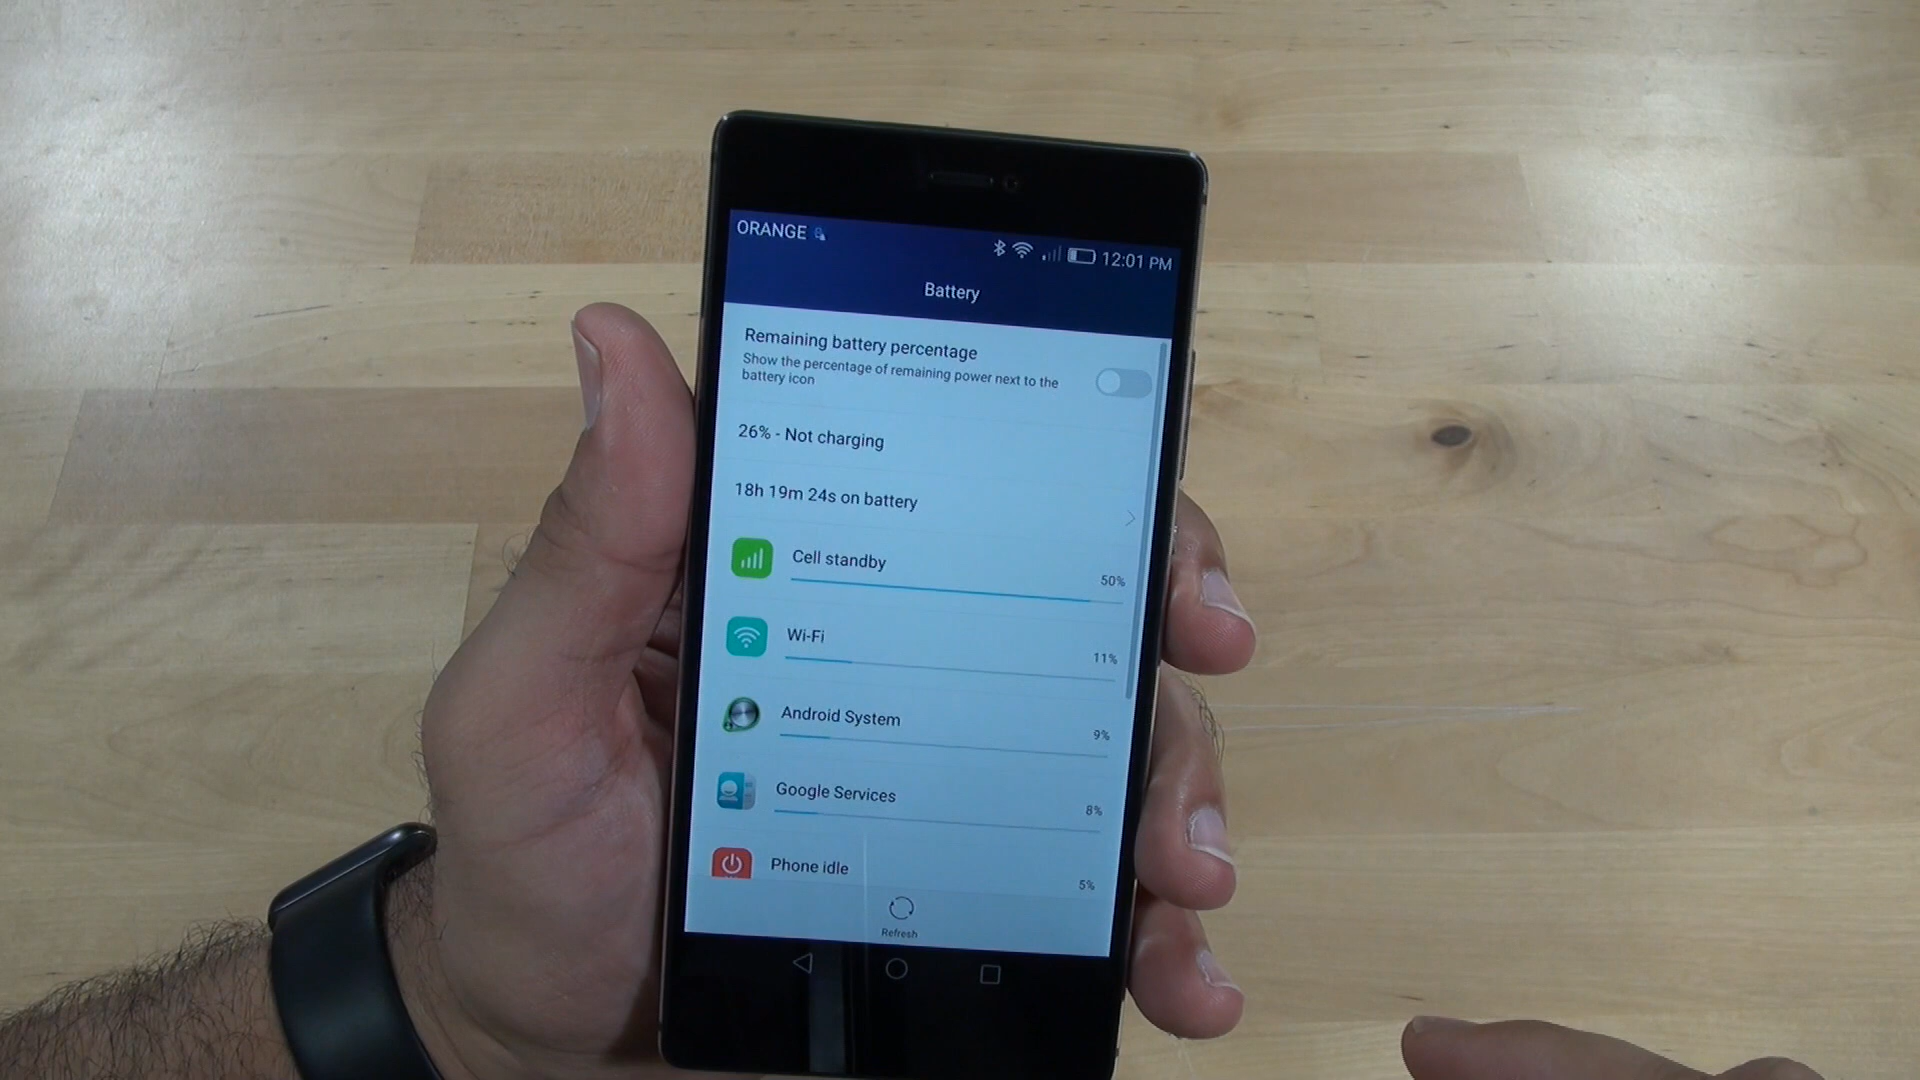 ORANGE
12:01 PM
Battery
Remaining battery percentage
Show the percentage of remaining power next to the
battery icon
26% - Not charging
18h 19m 24s on battery
Cell standby
50%
Wi-Fi
11%
Android System
9%
Google Services
8%
Phone idle
5%
Refresh